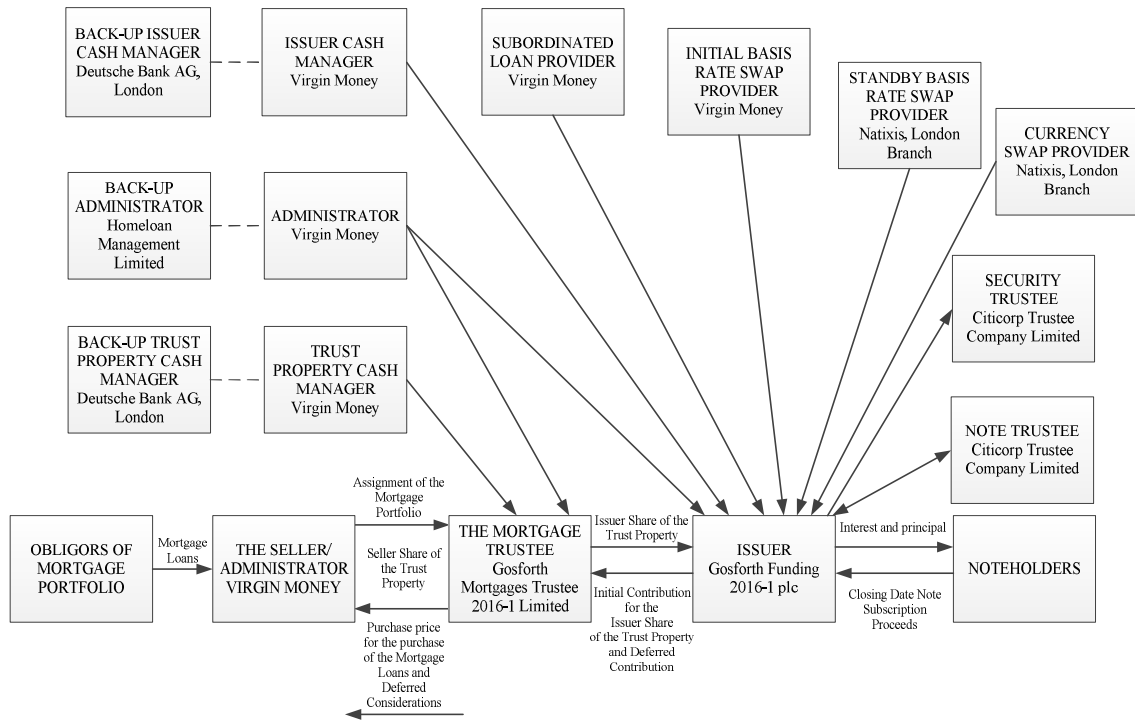 BACK-UP ISSUER
CASH MANAGER
Deutsche Bank AG,
London
ISSUER CASH
MANAGER
Virgin Money
SUBORDINATED
LOAN PROVIDER
Virgin Money
INITIAL BASIS
RATE SWAP
PROVIDER
Virgin Money
STANDBY BASIS
RATE SWAP
PROVIDER
Natixis, London
Branch
CURRENCY
SWAP PROVIDER
Natixis, London
Branch
BACK-UP
ADMINISTRATOR
Homeloan
Management
Limited
ADMINISTRATOR
Virgin Money
SECURITY
TRUSTEE
Citicorp Trustee
Company Limited
BACK-UP TRUST
PROPERTY CASH
MANAGER
Deutsche Bank AG,
London
TRUST
PROPERTY CASH
MANAGER
Virgin Money
NOTE TRUSTEE
Citicorp Trustee
Company Limited
OBLIGORS OF
MORTGAGE
PORTFOLIO
Mortgage
Loans
THE SELLER/
ADMINISTRATOR
VIRGIN MONEY
Assignment of the
Mortgage
Portfolio
Seller Share of
the Trust
Property
Purchase price
for the purchase
of the Mortgage
Loans and
Deferred
Considerations
THE MORTGAGE
TRUSTEE
Gosforth
Mortgages Trustee
2016-1 Limited
Issuer Share of the
Trust Property
Initial Contribution
for the
Issuer Share
of the Trust Property
and Deferred
Contribution
ISSUER
Gosforth Funding
2016-1 plc
Interest and principal
Closing Date Note
Subscription
Proceeds
NOTEHOLDERS